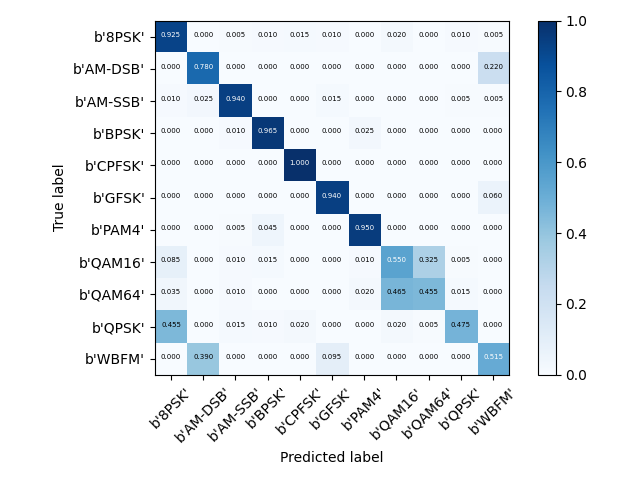 b'8PSK' 0.925 0.000 0.005 0.010 0.015 0.010 0.000 0.020 0.000 0.010 0.005 1.0
b'AM-DSB' 0.000 0.780 0.000 0.000 0.000 0.000 0.000 0.000 0.000 0.000 0.220
b'AM-SSB' 0.010 0.025 0.940 0.000 0.000 0.015 0.000 0.000 0.000 0.005 0.005 0.8
b'BPSK' 0.000 0.000 0.010 0.965 0.000 0.000 0.025 0.000 0.000 0.000 0.000
b'CPFSK' 0.000 0.000 0.000 0.000 1.000 0.000 0.000 0.000 0.000 0.000 0.000 0.6
b'GFSK' 0.000 0.000 0.000 0.000 0.000 0.940 0.000 0.000 0.000 0.000 0.060
True label
b'PAM4' 0.000 0.000 0.005 0.045 0.000 0.000 0.950 0.000 0.000 0.000 0.000 0.4
b'QAM16' 0.085 0.000 0.010 0.015 0.000 0.000 0.010 0.550 0.325 0.005 0.000
b'QAM64' 0.035 0.000 0.010 0.000 0.000 0.000 0.020 0.465 0.455 0.015 0.000 0.2
b'QPSK' 0.455 0.000 0.015 0.010 0.020 0.000 0.000 0.020 0.005 0.475 0.000
b'WBFM' 0.000 0.390 0.000 0.000 0.000 0.095 0.000 0.000 0.000 0.000 0.515 0.0
b'8PSK' b'AM-DSB' b'AM-SSB' b'BPSK' b'CPFSK' b'GFSK' b'PAM4' b'QAM16' b'QAM64' b'QPSK' b'WBFM'
Predicted label